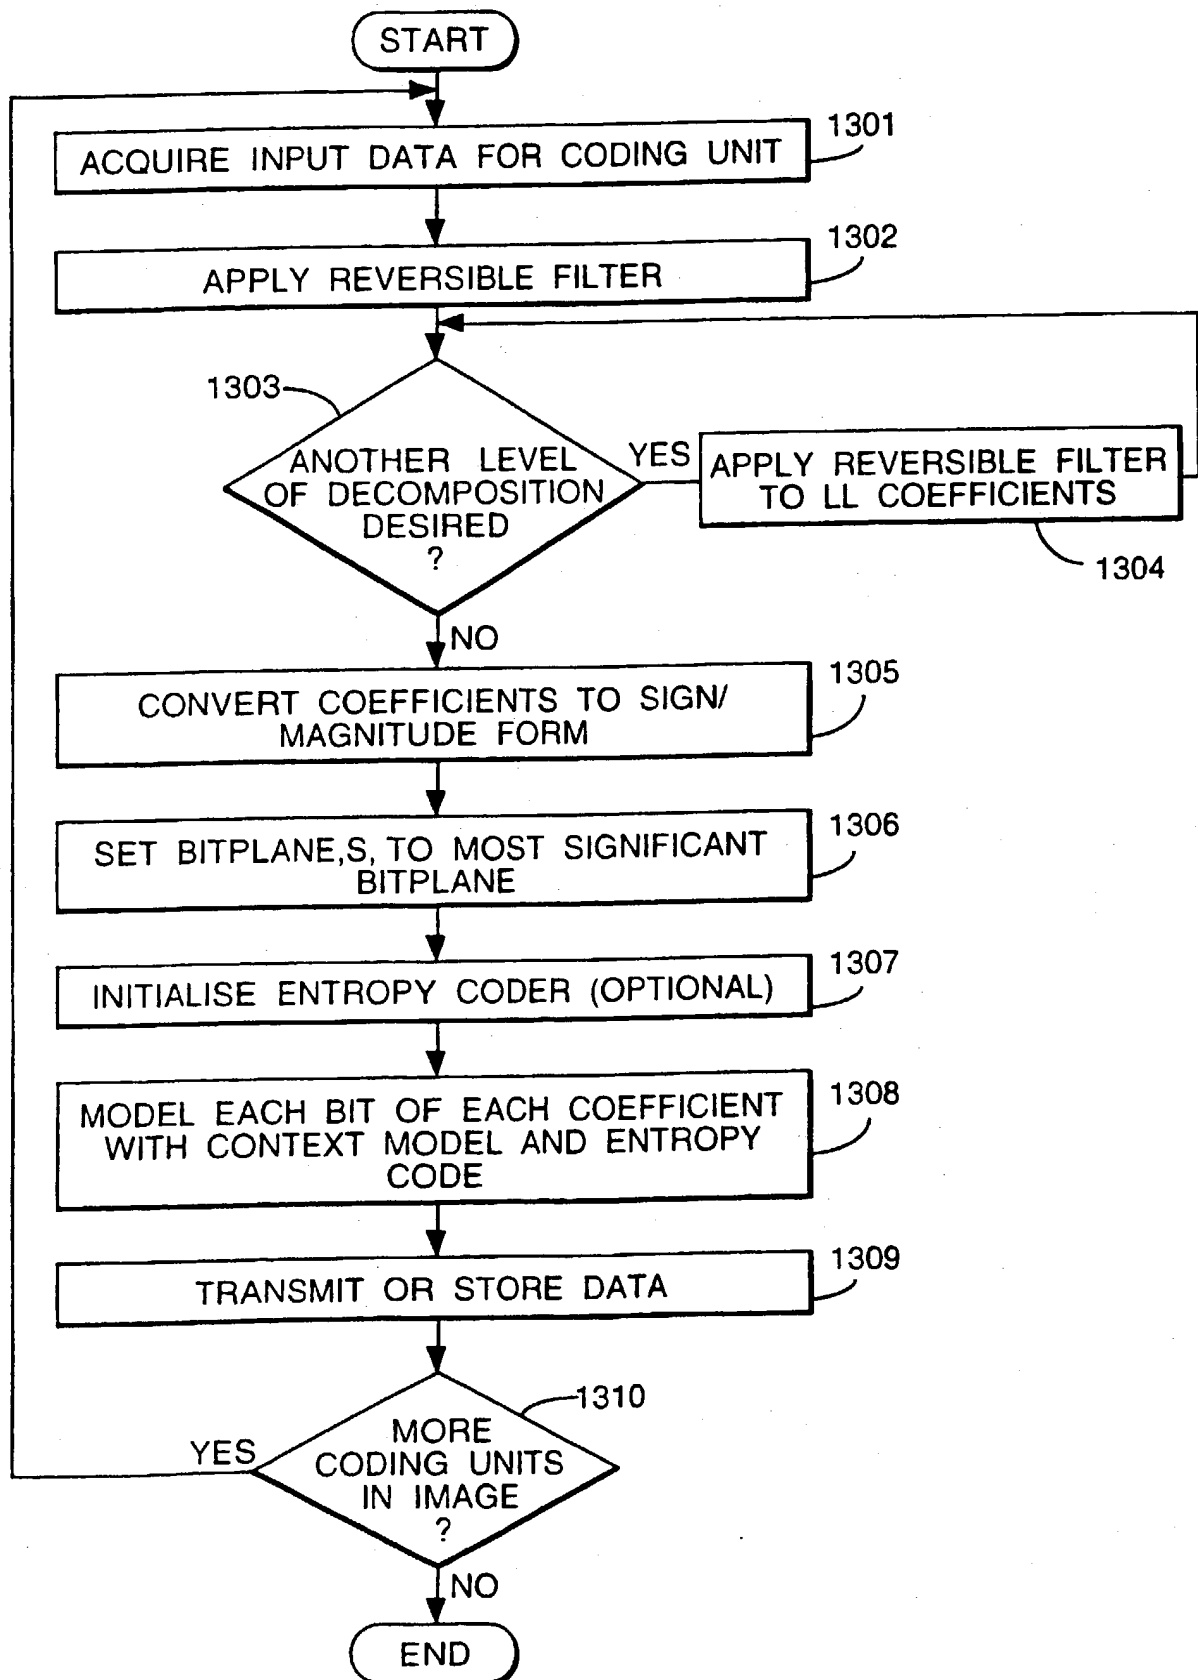 START
1301
ACQUIRE INPUT DATA FOR CODING UNIT
1302
APPLY REVERSIBLE FILTER
1303
ANOTHER LEVEL
OF DECOMPOSITION
DESIRED
?
YES
APPLY REVERSIBLE FILTER
TO LL COEFFICIENTS
1304
NO
1305
CONVERT COEFFICIENTS TO SIGN/
MAGNITUDE FORM
1306
SET BITPLANE,S, TO MOST SIGNIFICANT
BITPLANE
1307
INITIALISE ENTROPY CODER (OPTIONAL)
1308
MODEL EACH BIT OF EACH COEFFICIENT
WITH CONTEXT MODEL AND ENTROPY
CODE
1309
TRANSMIT OR STORE DATA
1310
MORE
CODING UNITS
IN IMAGE
?
YES
NO
END